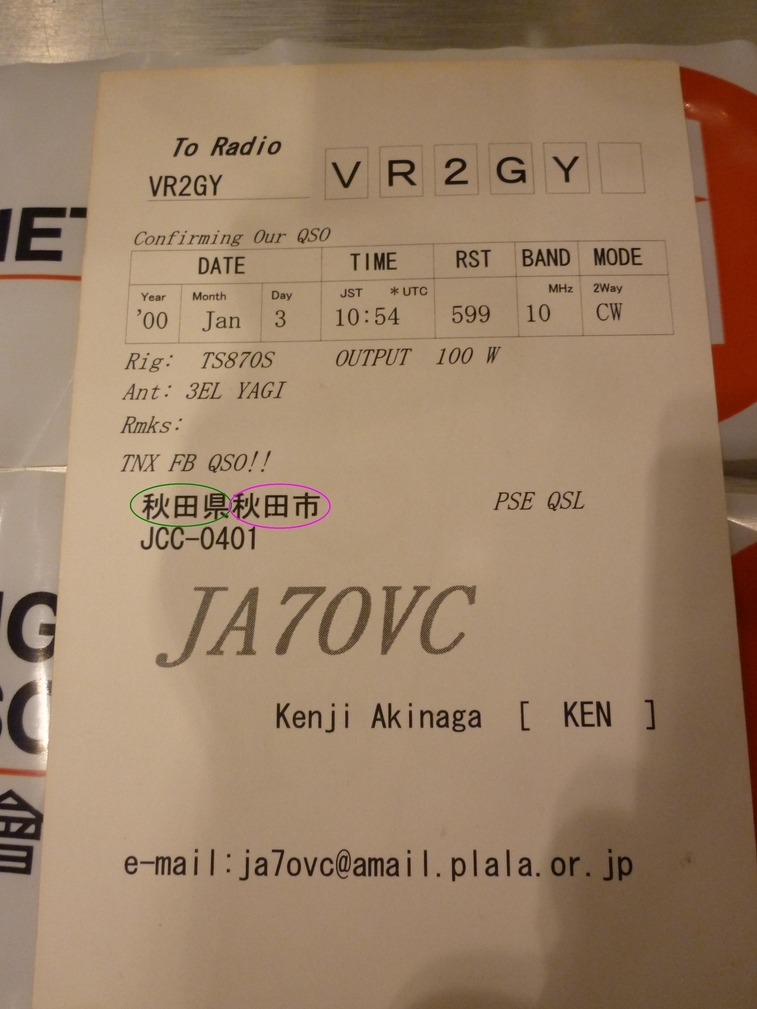 To Radio
VR2GY
VR2GY
Confirming Our QSO
DATE TIME RST BAND MODE
Year Month Day JST *UTC MHz 2Way
'00 Jan 3 10:54 599 10 CW
Rig: TS870S OUTPUT 100 W
Ant: 3EL YAGI
Rmks:
TNX FB QSO!!
秋田県秋田市 PSE QSL
JCC-0401
JA7OVC
Kenji Akinaga [ KEN ]
e-mail:ja7ovc@amail.plala.or.jp
會